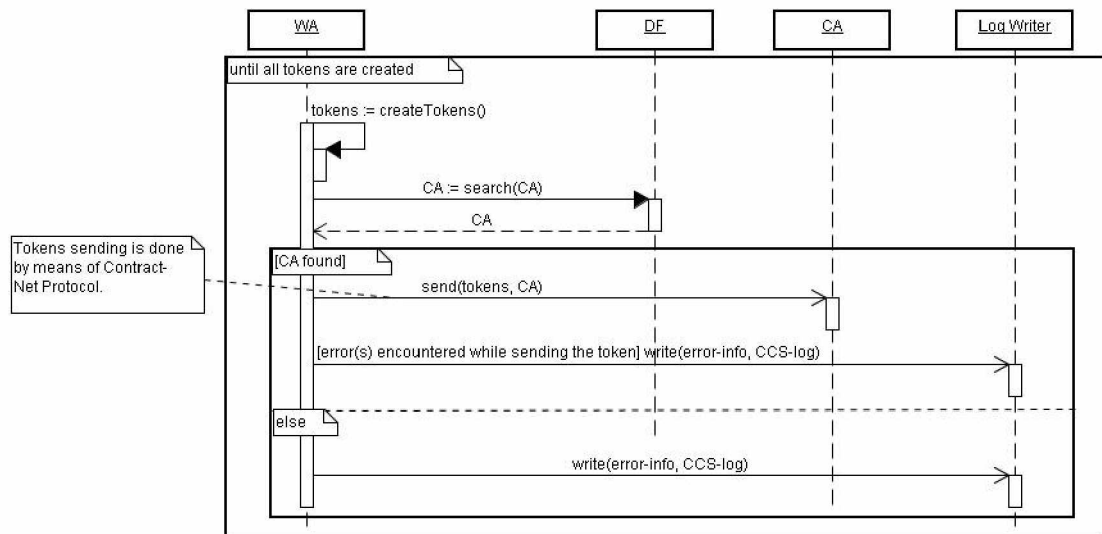 WA
DF
CA
Log Writer
until all tokens are created
tokens := createTokens()
CA := search(CA)
CA
Tokens sending is done
by means of Contract-
Net Protocol.
[CA found]
send(tokens, CA)
[error(s) encountered while sending the token] write(error-info, CCS-log)
else
write(error-info, CCS-log)